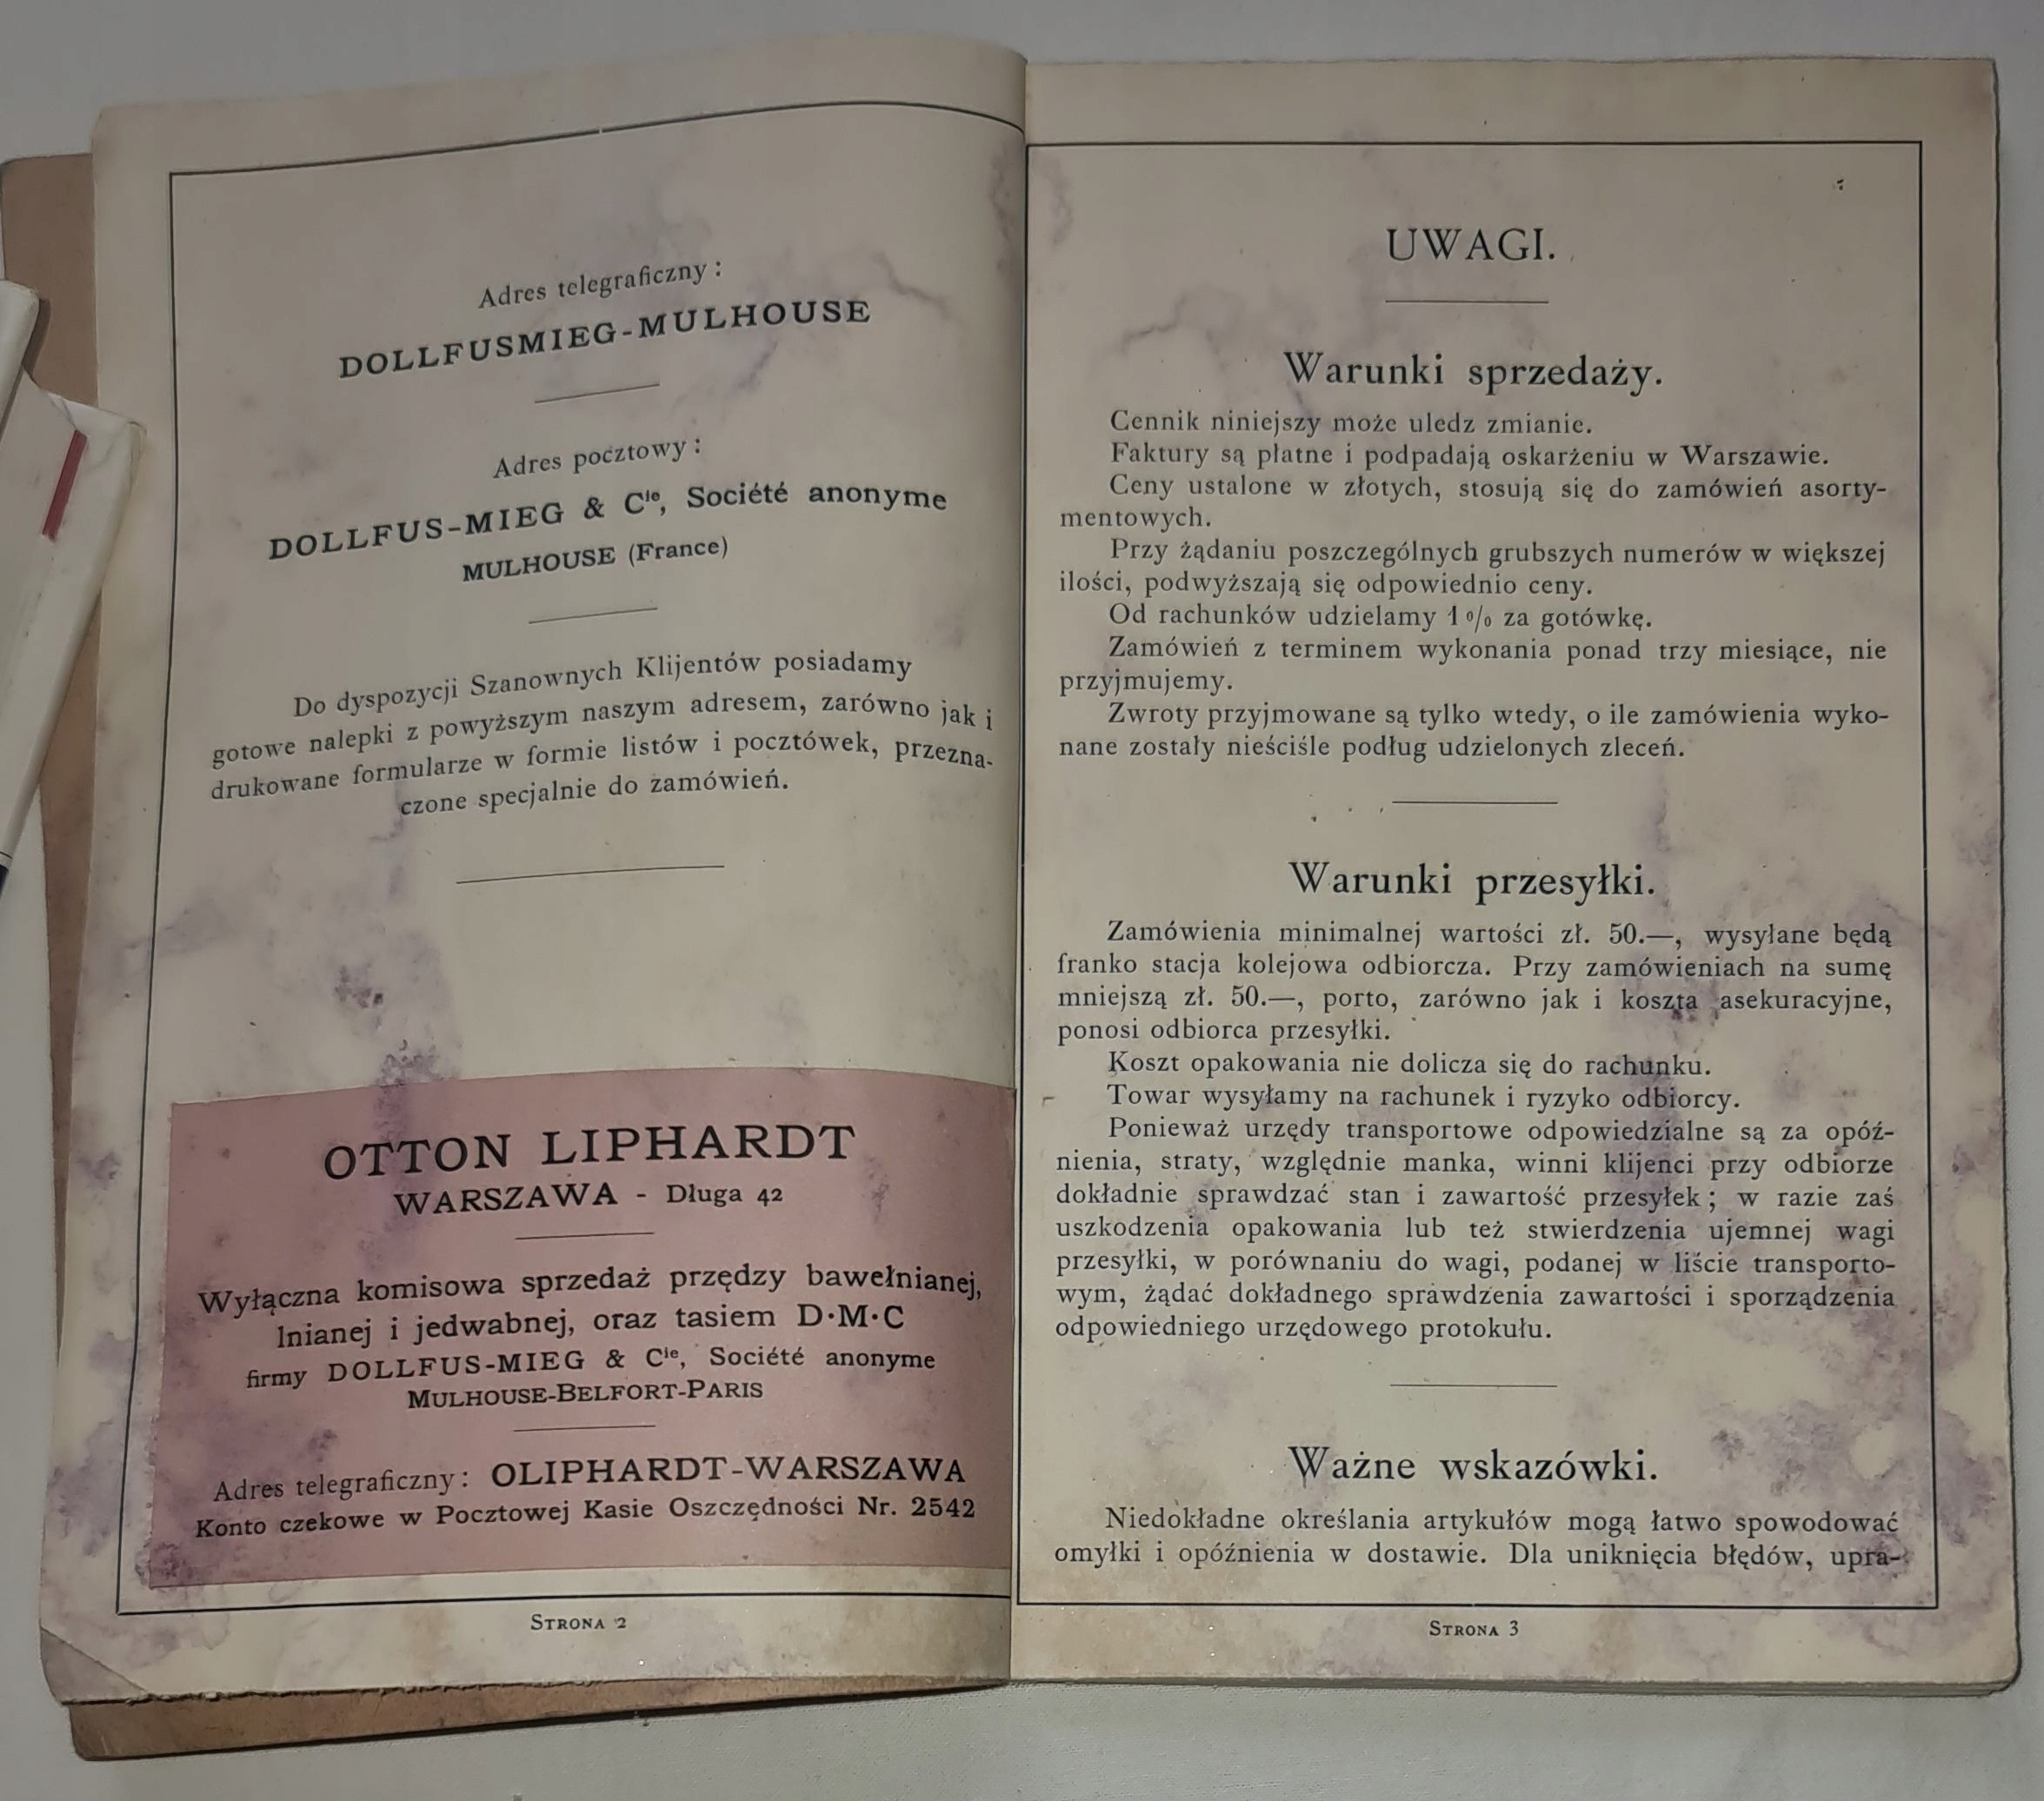 Adres telegraficzny :
DOLLFUSMIEG-MULHOUSE
Adres pocztowy :
DOLLFUS-MIEG & Cie, Société anonyme
MULHOUSE (France)
Do dyspozycji Szanownych Klijentów posiadamy
gotowe nalepki z powyższym naszym adresem, zarówno jak i
drukowane formularze w formie listów i pocztówek, przezna-
czone specjalnie do zamówień.
OTTON LIPHARDT
WARSZAWA - Długa 42
Wyłączna komisowa sprzedaż przędzy bawełnianej,
lnianej i jedwabnej, oraz tasiem D·M·C
firmy DOLLFUS-MIEG & Cie, Société anonyme
MULHOUSE-BELFORT-PARIS
Adres telegraficzny : OLIPHARDT-WARSZAWA
Konto czekowe w Pocztowej Kasie Oszczędności Nr. 2542
STRONA 2
UWAGI.
Warunki sprzedaży.
Cennik niniejszy może uledz zmianie.
Faktury są płatne i podpadają oskarżeniu w Warszawie.
Ceny ustalone w złotych, stosują się do zamówień asorty-
mentowych.
Przy żądaniu poszczególnych grubszych numerów w większej
ilości, podwyższają się odpowiednio ceny.
Od rachunków udzielamy 1 % za gotówkę.
Zamówień z terminem wykonania ponad trzy miesiące, nie
przyjmujemy.
Zwroty przyjmowane są tylko wtedy, o ile zamówienia wyko-
nane zostały nieściśle podług udzielonych zleceń.
Warunki przesyłki.
Zamówienia minimalnej wartości zł. 50.—, wysyłane będą
franko stacja kolejowa odbiorcza. Przy zamówieniach na sumę
mniejszą zł. 50.—, porto, zarówno jak i koszta asekuracyjne,
ponosi odbiorca przesyłki.
Koszt opakowania nie dolicza się do rachunku.
Towar wysyłamy na rachunek i ryzyko odbiorcy.
Ponieważ urzędy transportowe odpowiedzialne są za opóź-
nienia, straty, względnie manka, winni klijenci przy odbiorze
dokładnie sprawdzać stan i zawartość przesyłek ; w razie zaś
uszkodzenia opakowania lub też stwierdzenia ujemnej wagi
przesyłki, w porównaniu do wagi, podanej w liście transporto-
wym, żądać dokładnego sprawdzenia zawartości i sporządzenia
odpowiedniego urzędowego protokułu.
Ważne wskazówki.
Niedokładne określania artykułów mogą łatwo spowodować
omyłki i opóźnienia w dostawie. Dla uniknięcia błędów, upra-
STRONA 3